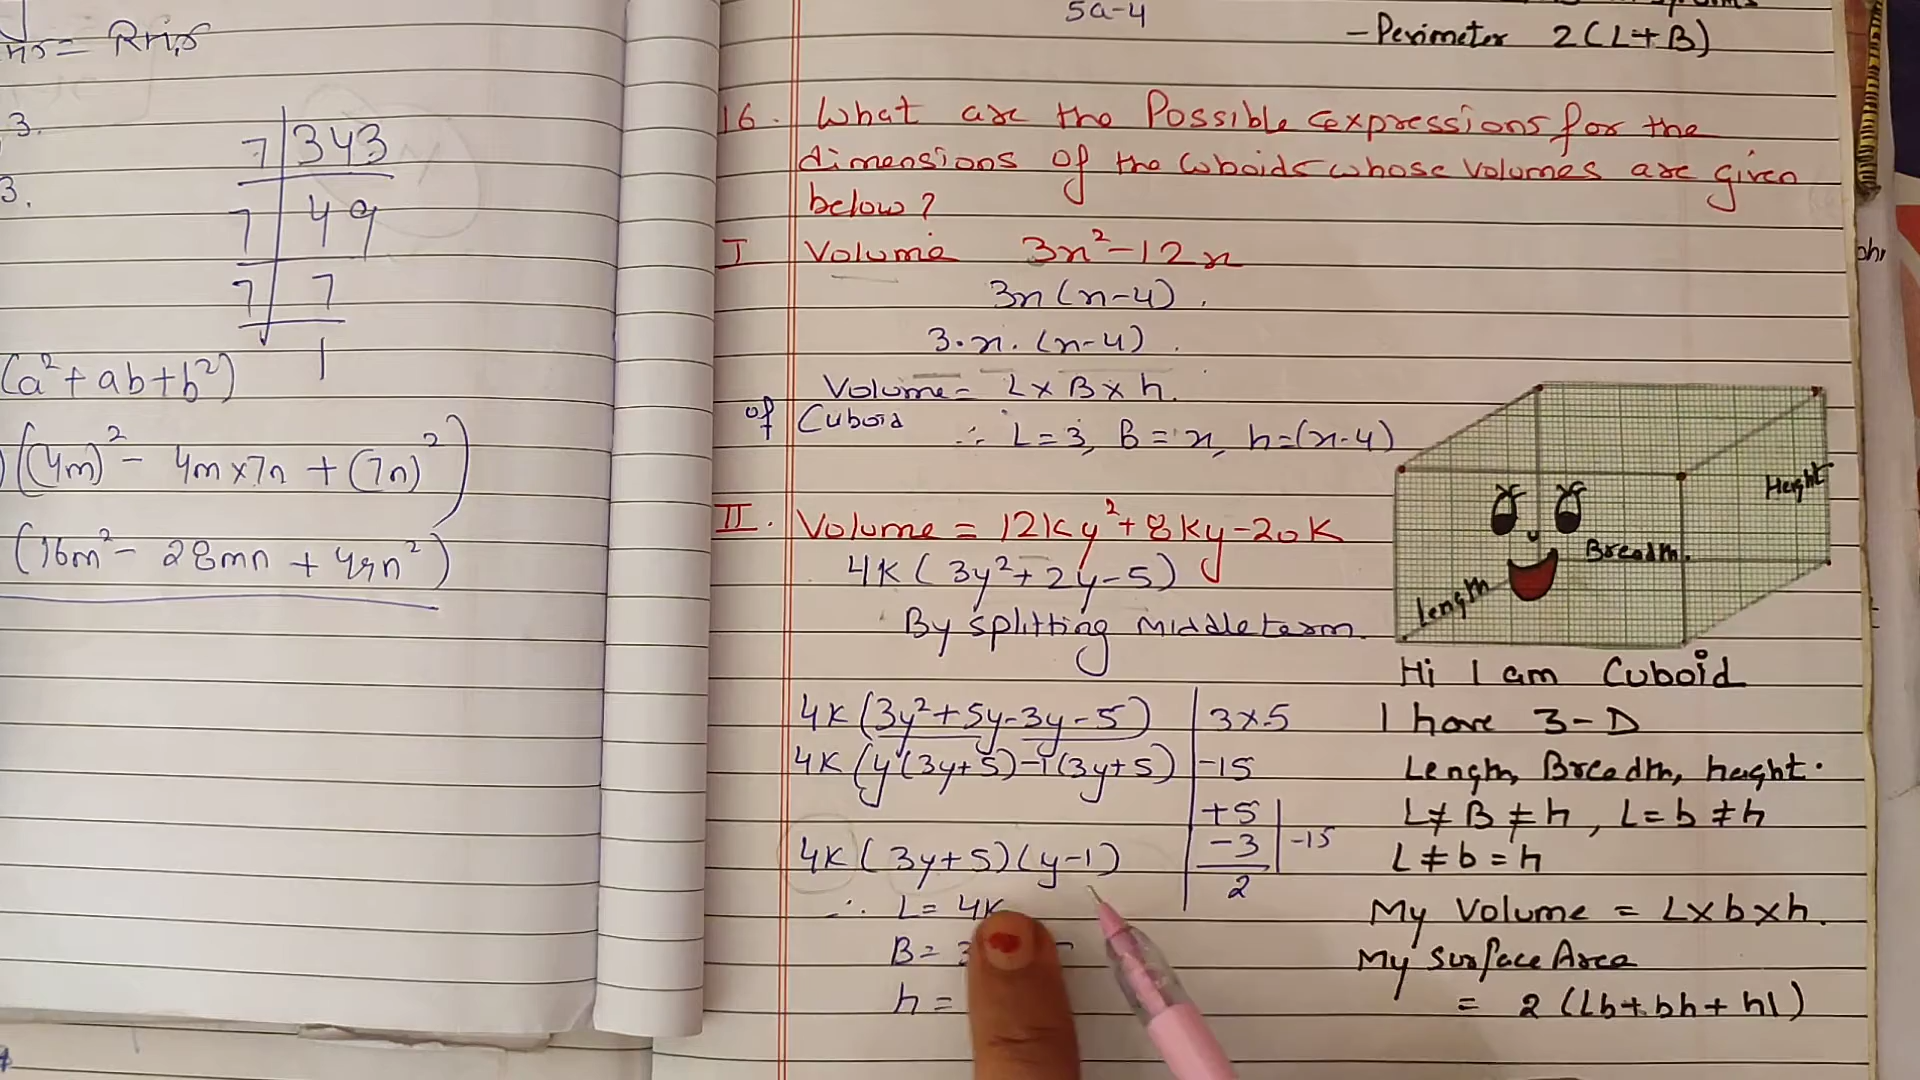 3.
7 | 343
3.
7 | 49
7 | 7
1
(a²+ab+b²)
((4m)² - 4m×7n + (7n)²)
(16m² - 28mn + 49n²)
5a-4
- Perimeter 2(L+B)
16. What are the Possible expressions for the
dimensions of the Cuboids whose Volumes are given
below?
I Volume 3x²-12x
3x(x-4).
3.x.(x-4).
Volume = L×B×h.
of Cuboid ∴ L=3, B=x, h=(x-4)
II. Volume = 12Ky²+8Ky-20K
4K(3y²+2y-5)
By splitting middle term.
4K(3y²+5y-3y-5) | 3×5
4K(y(3y+5)-1(3y+5) | -15
+5
-3 | -15
2
4K(3y+5)(y-1)
∴ L= 4K
B= 3
h =
Height
Breadth.
Length
Hi I am Cuboid
I have 3-D
Length, Breadth, height.
L≠B≠h, L=b≠h
L≠b=h
My Volume = L×b×h.
My Surface Area
= 2(Lb+bh+hl)